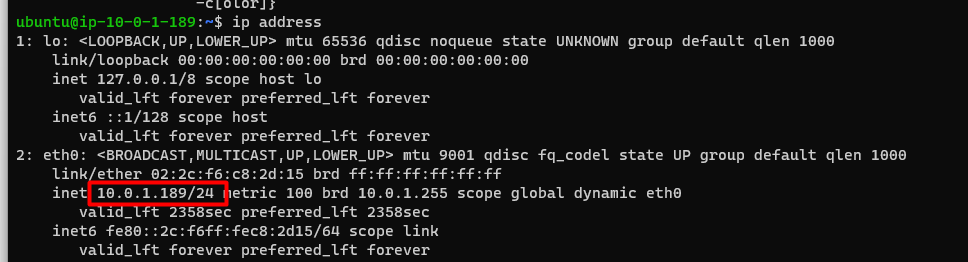 -c[olor]}
ubuntu@ip-10-0-1-189:~$ ip address
1: lo: <LOOPBACK,UP,LOWER_UP> mtu 65536 qdisc noqueue state UNKNOWN group default qlen 1000
link/loopback 00:00:00:00:00:00 brd 00:00:00:00:00:00
inet 127.0.0.1/8 scope host lo
valid_lft forever preferred_lft forever
inet6 ::1/128 scope host
valid_lft forever preferred_lft forever
2: eth0: <BROADCAST,MULTICAST,UP,LOWER_UP> mtu 9001 qdisc fq_codel state UP group default qlen 1000
link/ether 02:2c:f6:c8:2d:15 brd ff:ff:ff:ff:ff:ff
inet 10.0.1.189/24 metric 100 brd 10.0.1.255 scope global dynamic eth0
valid_lft 2358sec preferred_lft 2358sec
inet6 fe80::2c:f6ff:fec8:2d15/64 scope link
valid_lft forever preferred_lft forever